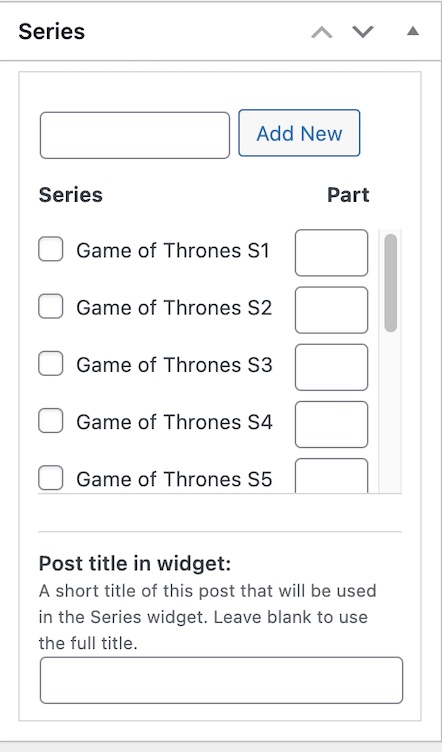 Series
Add New
Series Part
Game of Thrones S1
Game of Thrones S2
Game of Thrones S3
Game of Thrones S4
Game of Thrones S5
Post title in widget:
A short title of this post that will be used
in the Series widget. Leave blank to use
the full title.